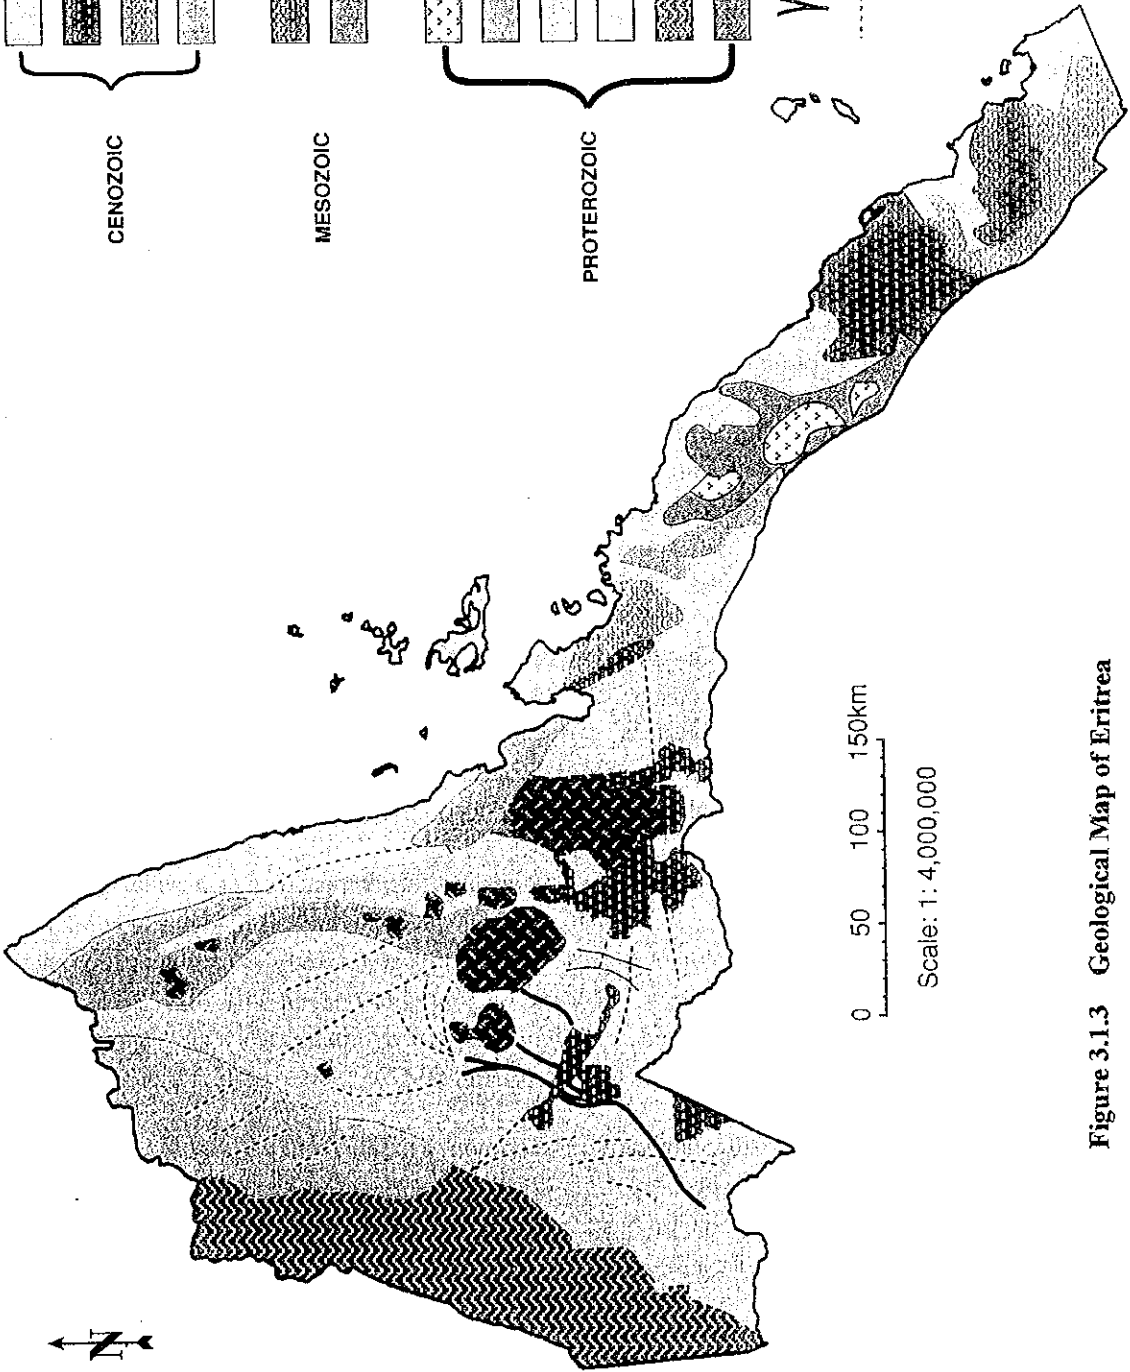 CENOZOIC
MESOZOIC
PROTEROZOIC
N
0 50 100 150km
Scale: 1: 4,000,000
Figure 3.1.3 Geological Map of Eritrea